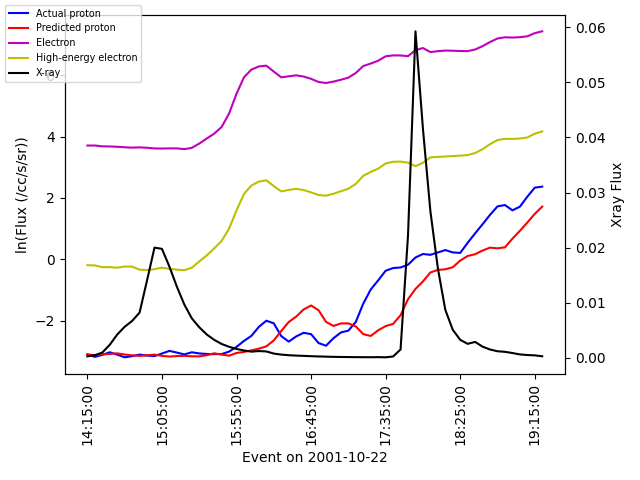 Actual proton
Predicted proton
Electron
High-energy electron
X-ray
6
4
2
0
−2
ln(Flux (/cc/s/sr))
0.06
0.05
0.04
0.03
0.02
0.01
0.00
Xray Flux
14:15:00
15:05:00
15:55:00
16:45:00
17:35:00
18:25:00
19:15:00
Event on 2001-10-22